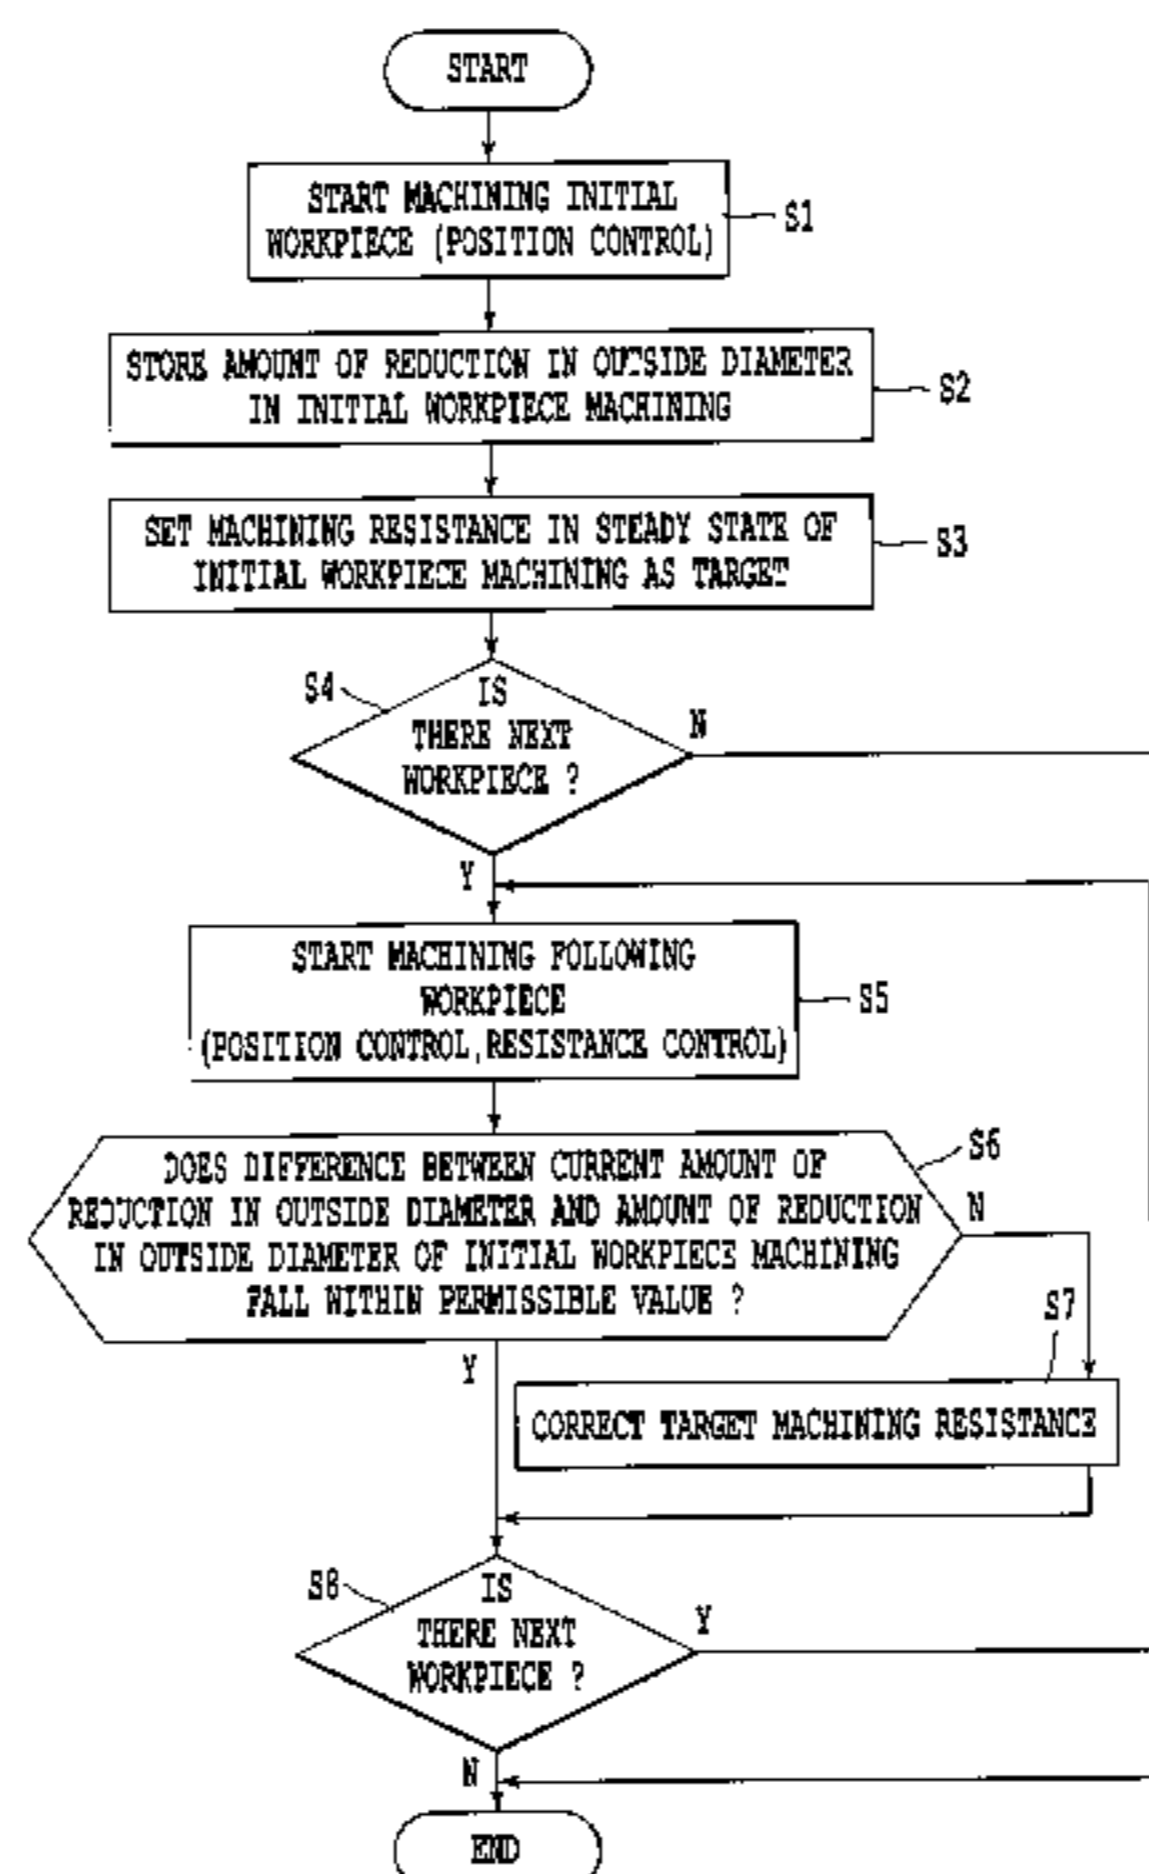 START
START MACHINING INITIAL
WORKPIECE (POSITION CONTROL)
S1
STORE AMOUNT OF REDUCTION IN OUTSIDE DIAMETER
IN INITIAL WORKPIECE MACHINING
S2
SET MACHINING RESISTANCE IN STEADY STATE OF
INITIAL WORKPIECE MACHINING AS TARGET
S3
S4
IS
THERE NEXT
WORKPIECE ?
N
Y
START MACHINING FOLLOWING
WORKPIECE
(POSITION CONTROL,RESISTANCE CONTROL)
S5
DOES DIFFERENCE BETWEEN CURRENT AMOUNT OF
REDUCTION IN OUTSIDE DIAMETER AND AMOUNT OF REDUCTION
IN OUTSIDE DIAMETER OF INITIAL WORKPIECE MACHINING
FALL WITHIN PERMISSIBLE VALUE ?
S6
N
Y
S7
CORRECT TARGET MACHINING RESISTANCE
S8
IS
THERE NEXT
WORKPIECE ?
Y
N
END